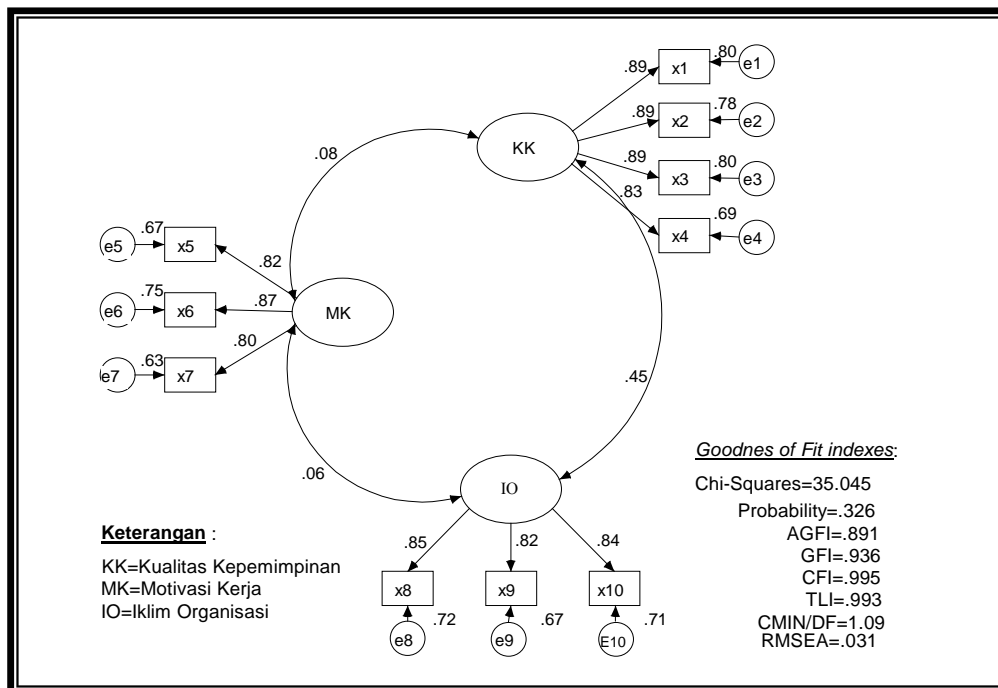 .80
x1
e1
.89
.89
x2
.78
e2
KK
.08
.89
x3
.80
e3
.83
x4
.69
e4
.67
e5
x5
.82
.75
e6
x6
.87
MK
.80
.63
e7
x7
.45
.06
IO
Goodnes of Fit indexes:
Chi-Squares=35.045
Probability=.326
AGFI=.891
GFI=.936
CFI=.995
TLI=.993
CMIN/DF=1.09
RMSEA=.031
Keterangan :
KK=Kualitas Kepemimpinan
MK=Motivasi Kerja
IO=Iklim Organisasi
.85
.82
.84
x8
x9
x10
.72
.67
.71
e8
e9
E10